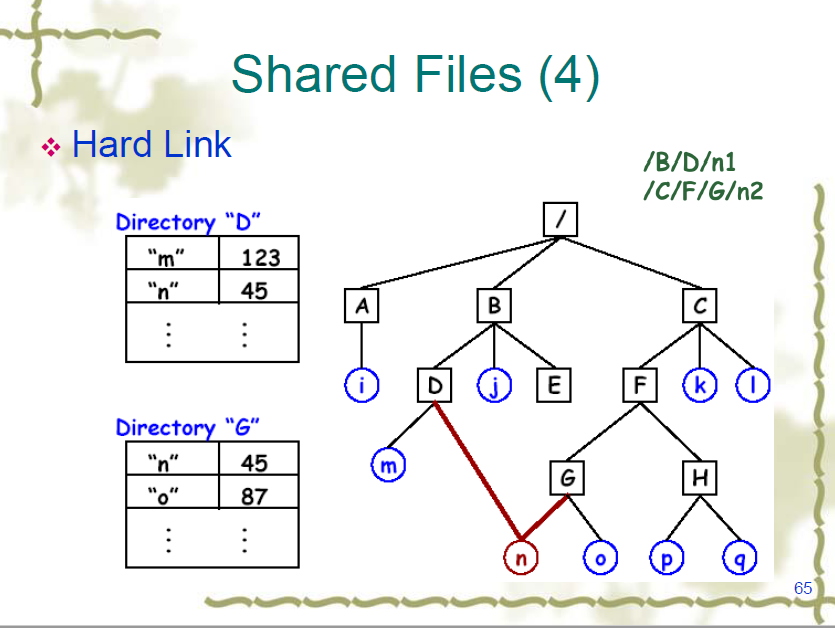 Shared Files (4)
Hard Link
/B/D/n1
/C/F/G/n2
Directory “D”
“m” 123
“n” 45
⋮ ⋮
Directory “G”
“n” 45
“o” 87
⋮ ⋮
/
A B C
i D j E F k l
m G H
n o p q
65